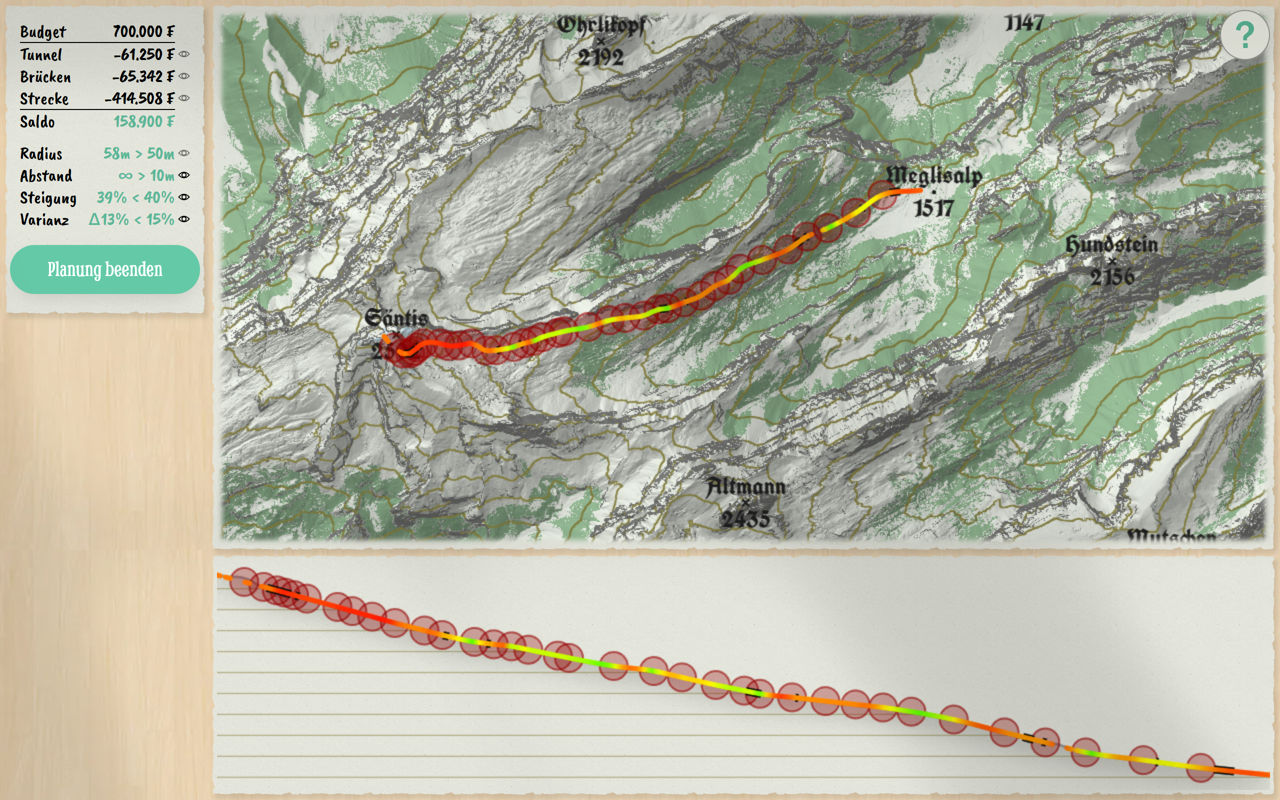 Budget 700.000 ₣
Tunnel -61.250 ₣
Brücken -65.342 ₣
Strecke -414.508 ₣
Saldo 158.900 ₣
Radius 58m > 50m
Abstand ∞ > 10m
Steigung 39% < 40%
Varianz Δ13% < 15%
Planung beenden
?
Öhrlikopf
2192
1147
Meglisalp
1517
Hundstein
2156
Säntis
Altmann
2435